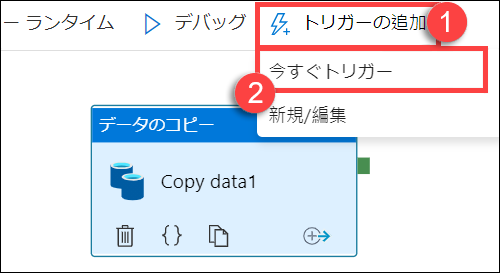 ー ランタイム デバッグ トリガーの追加 1
今すぐトリガー
2
新規/編集
データのコピー
Copy data1
{}